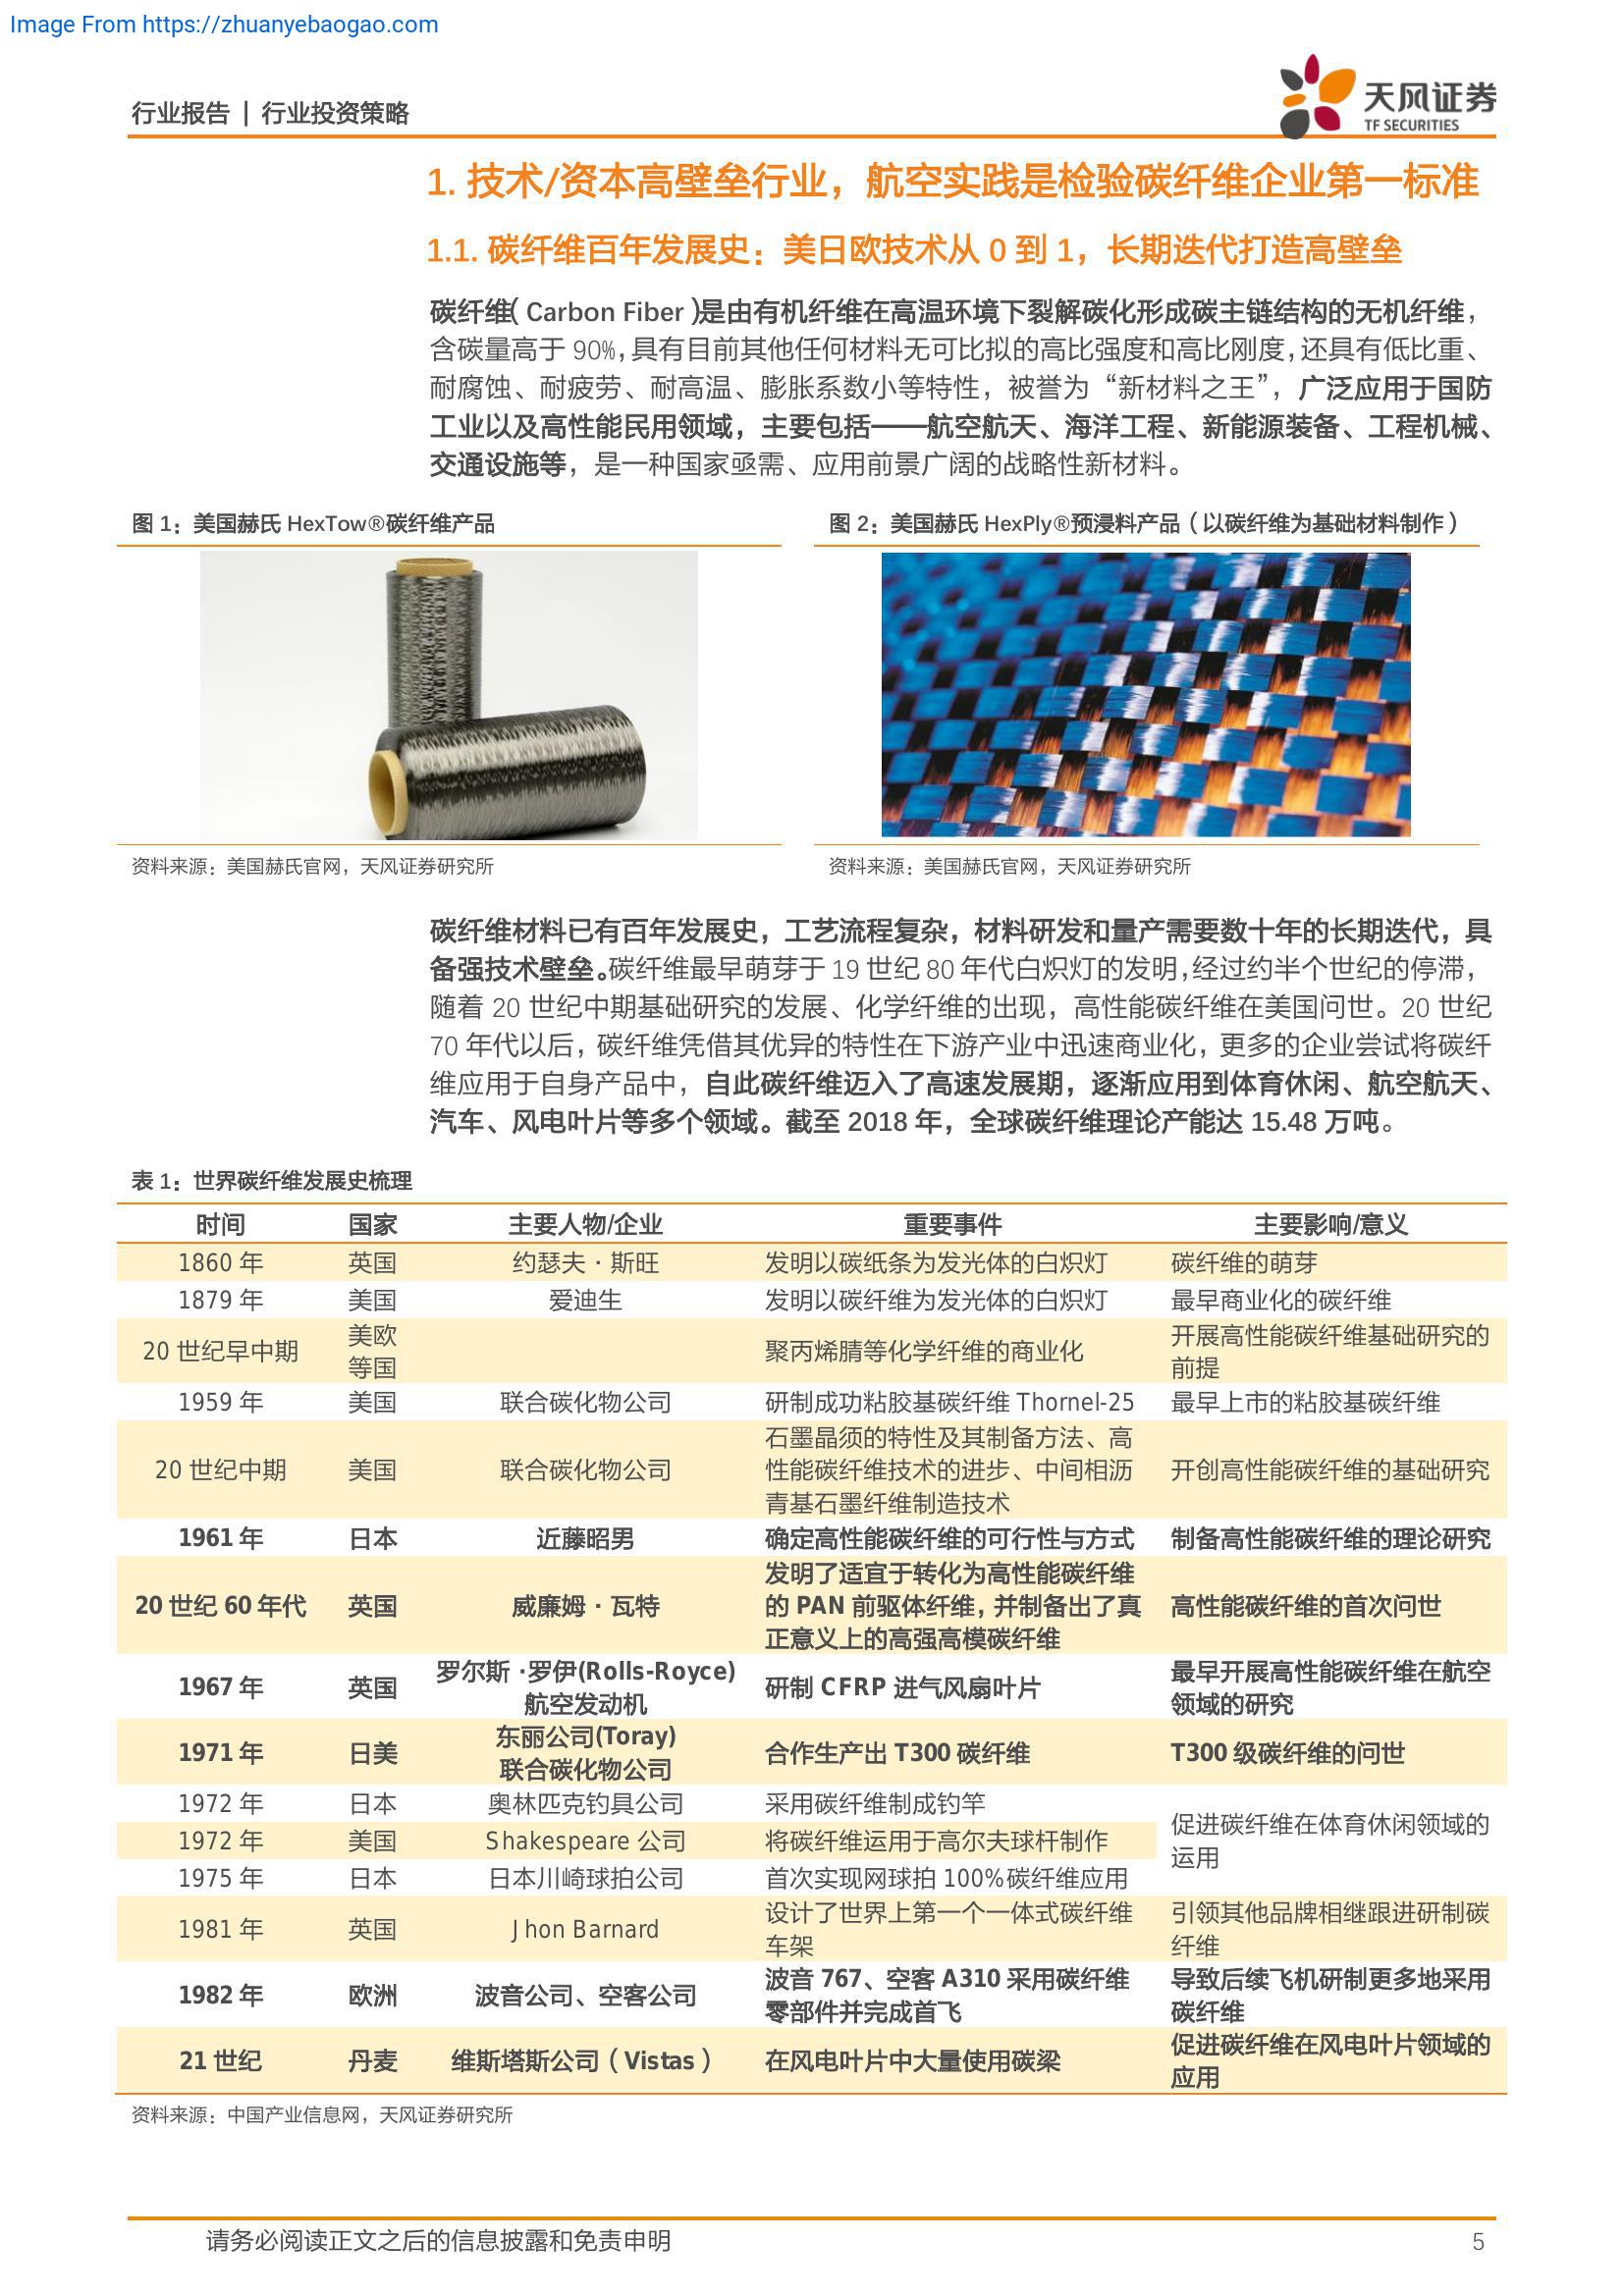 Image From https://zhuanyebaogao.com
行业报告 | 行业投资策略
天风证券
TF SECURITIES
1. 技术/资本高壁垒行业，航空实践是检验碳纤维企业第一标准
1.1. 碳纤维百年发展史：美日欧技术从 0 到 1，长期迭代打造高壁垒
碳纤维（Carbon Fiber）是由有机纤维在高温环境下裂解碳化形成碳主链结构的无机纤维，
含碳量高于 90%，具有目前其他任何材料无可比拟的高比强度和高比刚度，还具有低比重、
耐腐蚀、耐疲劳、耐高温、膨胀系数小等特性，被誉为“新材料之王”，广泛应用于国防
工业以及高性能民用领域，主要包括——航空航天、海洋工程、新能源装备、工程机械、
交通设施等，是一种国家亟需、应用前景广阔的战略性新材料。
图 1：美国赫氏 HexTow®碳纤维产品
图 2：美国赫氏 HexPly®预浸料产品（以碳纤维为基础材料制作）
资料来源：美国赫氏官网，天风证券研究所
资料来源：美国赫氏官网，天风证券研究所
碳纤维材料已有百年发展史，工艺流程复杂，材料研发和量产需要数十年的长期迭代，具
备强技术壁垒。碳纤维最早萌芽于 19 世纪 80 年代白炽灯的发明，经过约半个世纪的停滞，
随着 20 世纪中期基础研究的发展、化学纤维的出现，高性能碳纤维在美国问世。20 世纪
70 年代以后，碳纤维凭借其优异的特性在下游产业中迅速商业化，更多的企业尝试将碳纤
维应用于自身产品中，自此碳纤维迈入了高速发展期，逐渐应用到体育休闲、航空航天、
汽车、风电叶片等多个领域。截至 2018 年，全球碳纤维理论产能达 15.48 万吨。
表 1：世界碳纤维发展史梳理
时间 国家 主要人物/企业 重要事件 主要影响/意义
1860 年 英国 约瑟夫·斯旺 发明以碳纸条为发光体的白炽灯 碳纤维的萌芽
1879 年 美国 爱迪生 发明以碳纤维为发光体的白炽灯 最早商业化的碳纤维
20 世纪早中期 美欧
等国 聚丙烯腈等化学纤维的商业化 开展高性能碳纤维基础研究的
前提
1959 年 美国 联合碳化物公司 研制成功粘胶基碳纤维 Thornel-25 最早上市的粘胶基碳纤维
20 世纪中期 美国 联合碳化物公司 石墨晶须的特性及其制备方法、高
性能碳纤维技术的进步、中间相沥
青基石墨纤维制造技术 开创高性能碳纤维的基础研究
1961 年 日本 近藤昭男 确定高性能碳纤维的可行性与方式 制备高性能碳纤维的理论研究
20 世纪 60 年代 英国 威廉姆·瓦特 发明了适宜于转化为高性能碳纤维
的 PAN 前驱体纤维，并制备出了真
正意义上的高强高模碳纤维 高性能碳纤维的首次问世
1967 年 英国 罗尔斯·罗伊(Rolls-Royce)
航空发动机 研制 CFRP 进气风扇叶片 最早开展高性能碳纤维在航空
领域的研究
1971 年 日美 东丽公司(Toray)
联合碳化物公司 合作生产出 T300 碳纤维 T300 级碳纤维的问世
1972 年 日本 奥林匹克钓具公司 采用碳纤维制成钓竿
1972 年 美国 Shakespeare 公司 将碳纤维运用于高尔夫球杆制作 促进碳纤维在体育休闲领域的
运用
1975 年 日本 日本川崎球拍公司 首次实现网球拍 100%碳纤维应用
1981 年 英国 Jhon Barnard 设计了世界上第一个一体式碳纤维
车架 引领其他品牌相继跟进研制碳
纤维
1982 年 欧洲 波音公司、空客公司 波音 767、空客 A310 采用碳纤维
零部件并完成首飞 导致后续飞机研制更多地采用
碳纤维
21 世纪 丹麦 维斯塔斯公司（Vistas） 在风电叶片中大量使用碳梁 促进碳纤维在风电叶片领域的
应用
资料来源：中国产业信息网，天风证券研究所
请务必阅读正文之后的信息披露和免责申明
5